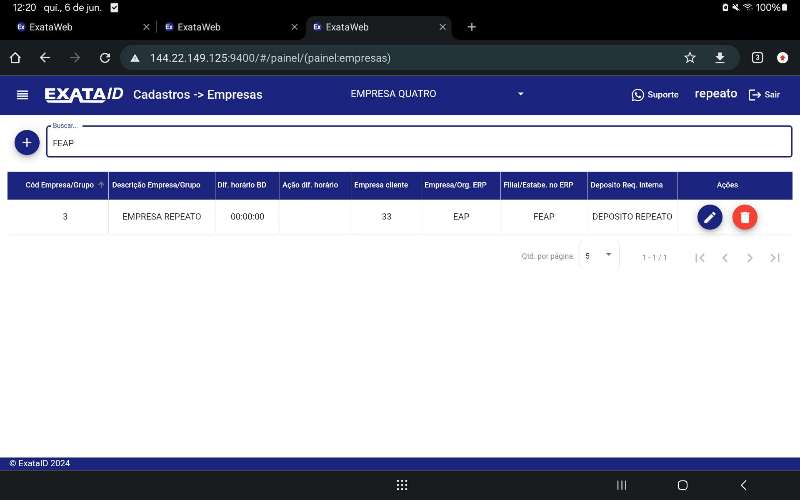 12:20 qui., 6 de jun. 100%
ExataWeb ExataWeb ExataWeb
144.22.149.125:9400/#/painel/(painel:empresas) 3
EXATAID Cadastros -> Empresas EMPRESA QUATRO Suporte repeato Sair
Buscar...
FEAP
Cód Empresa/Grupo Descrição Empresa/Grupo Dif. horário BD Ação dif. horário Empresa cliente Empresa/Org. ERP Filial/Estabe. no ERP Deposito Req. Interna Ações
3 EMPRESA REPEATO 00:00:00 33 EAP FEAP DEPOSITO REPEATO
Qtd. por página: 5 1 - 1 / 1
© ExataID 2024